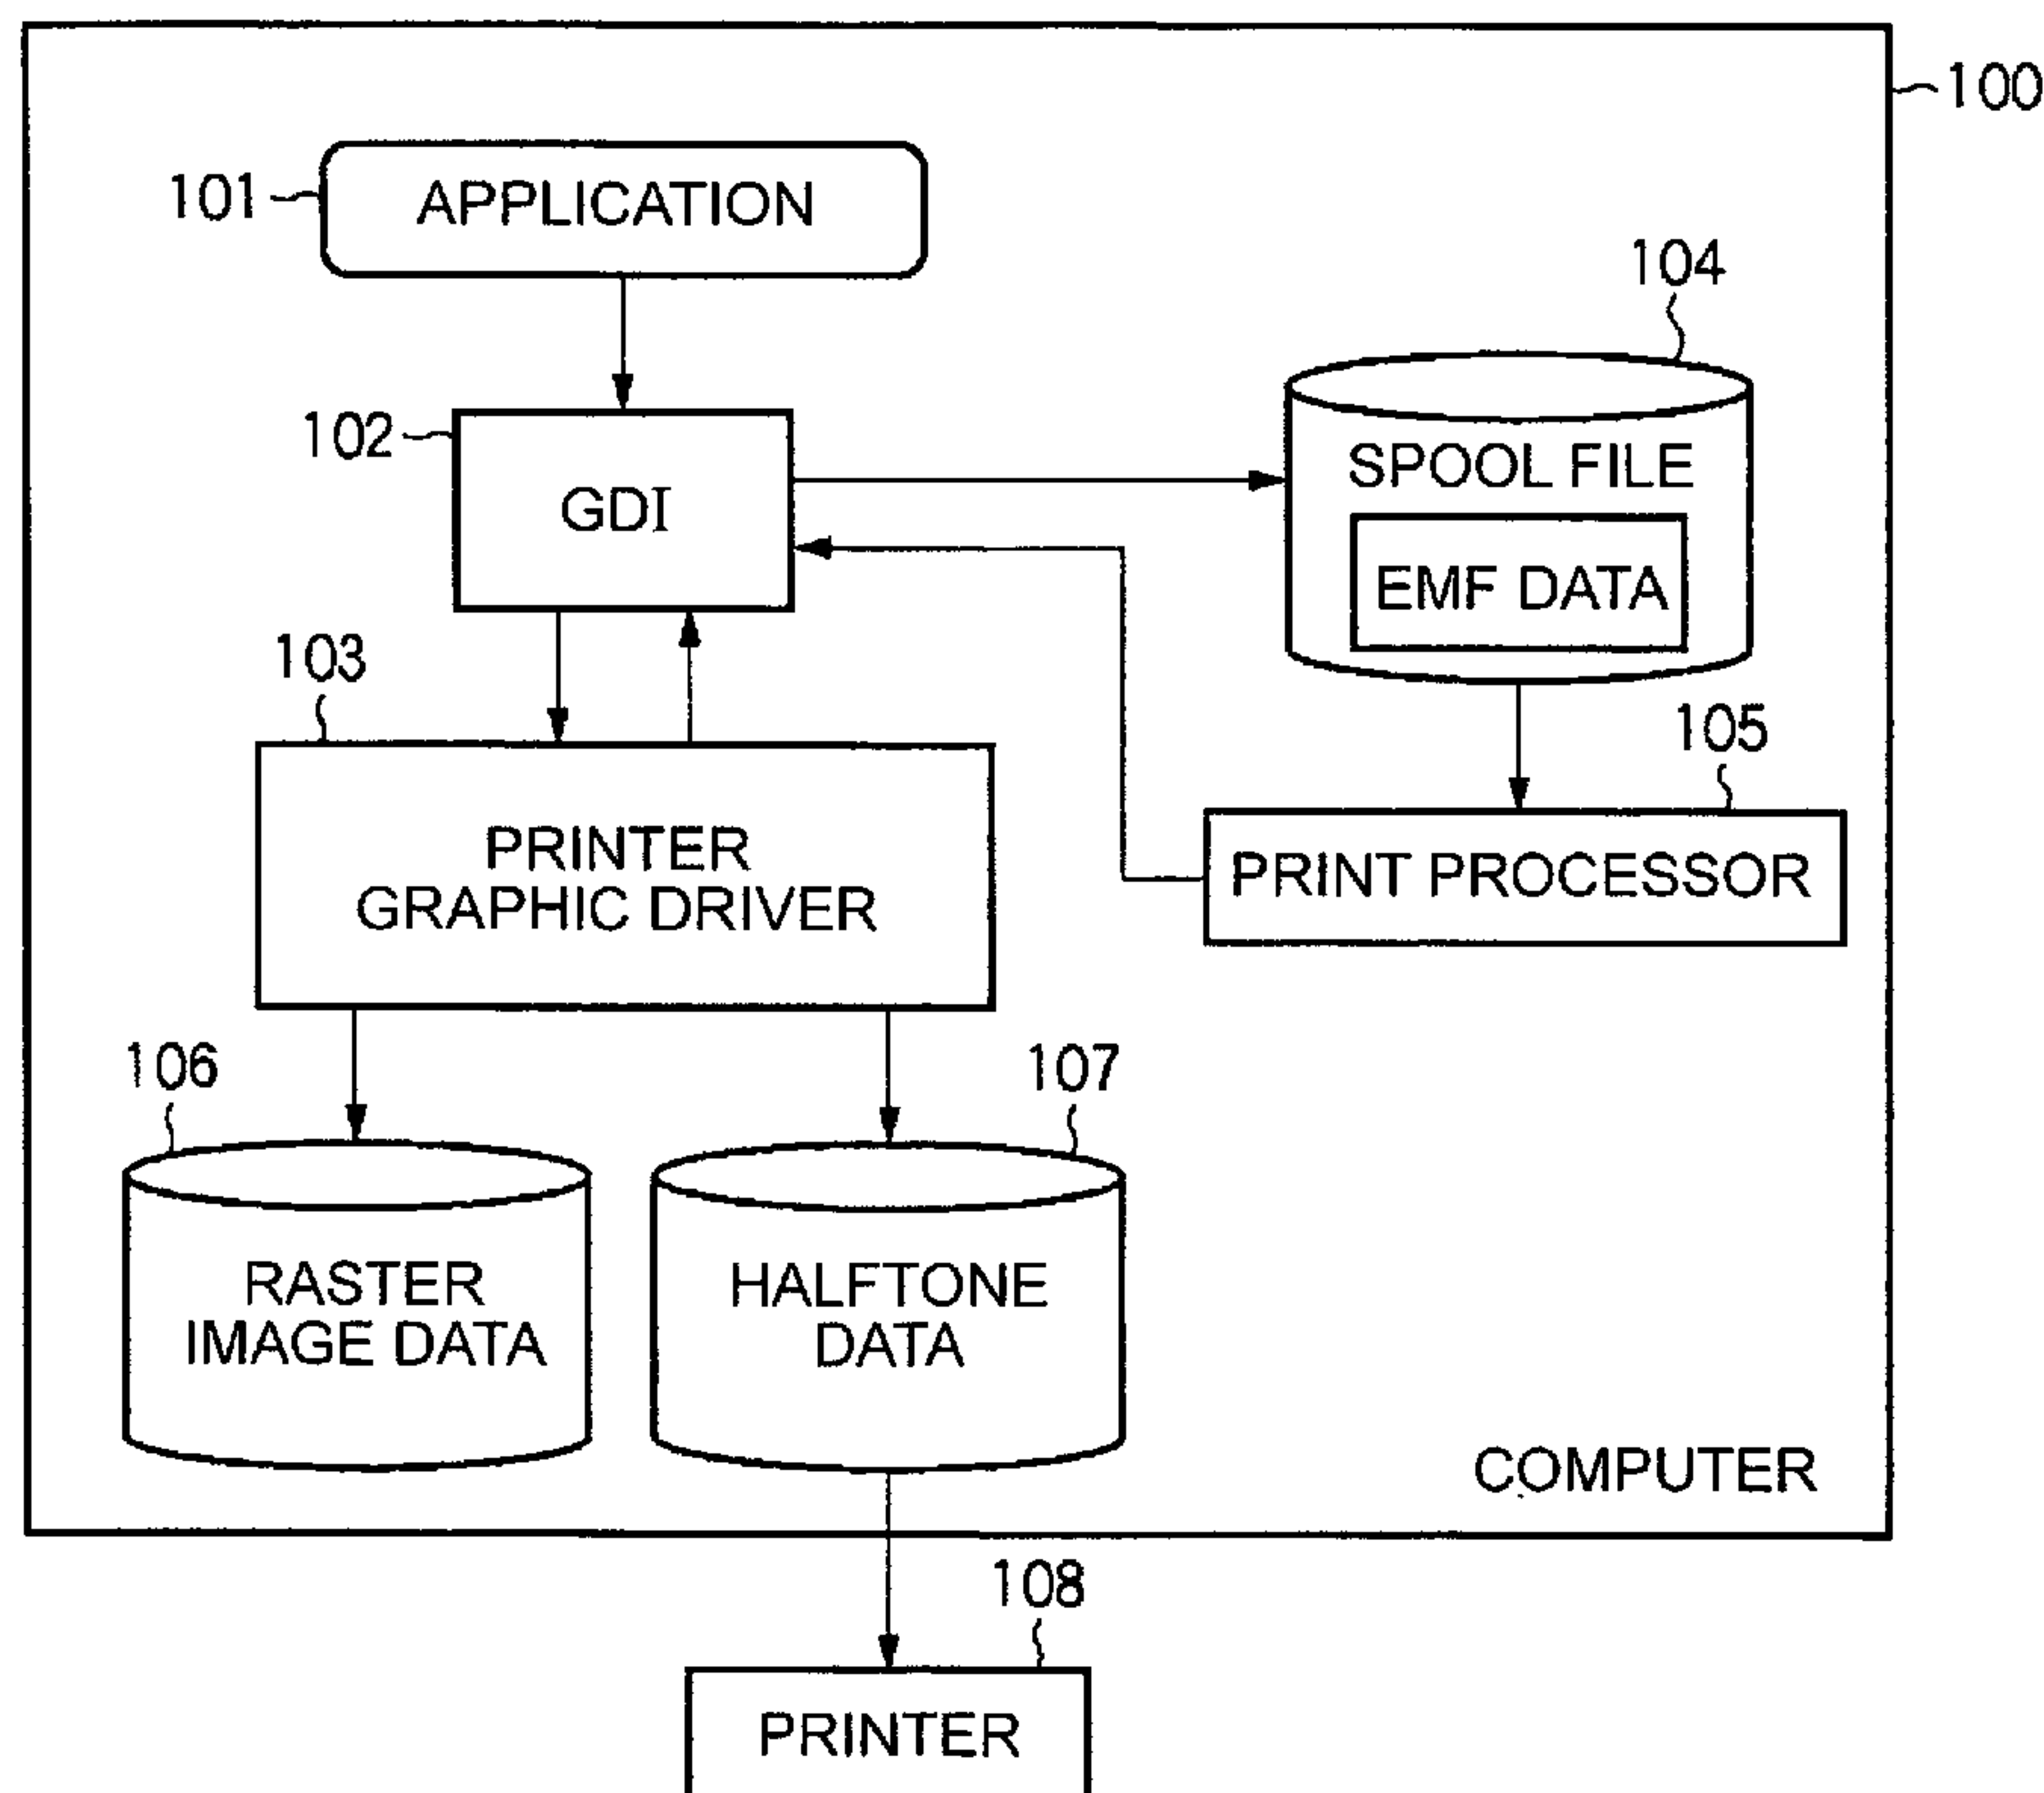 100
101
APPLICATION
104
102
GDI
SPOOL FILE
EMF DATA
103
105
PRINTER
GRAPHIC DRIVER
PRINT PROCESSOR
106
107
RASTER
IMAGE DATA
HALFTONE
DATA
COMPUTER
108
PRINTER